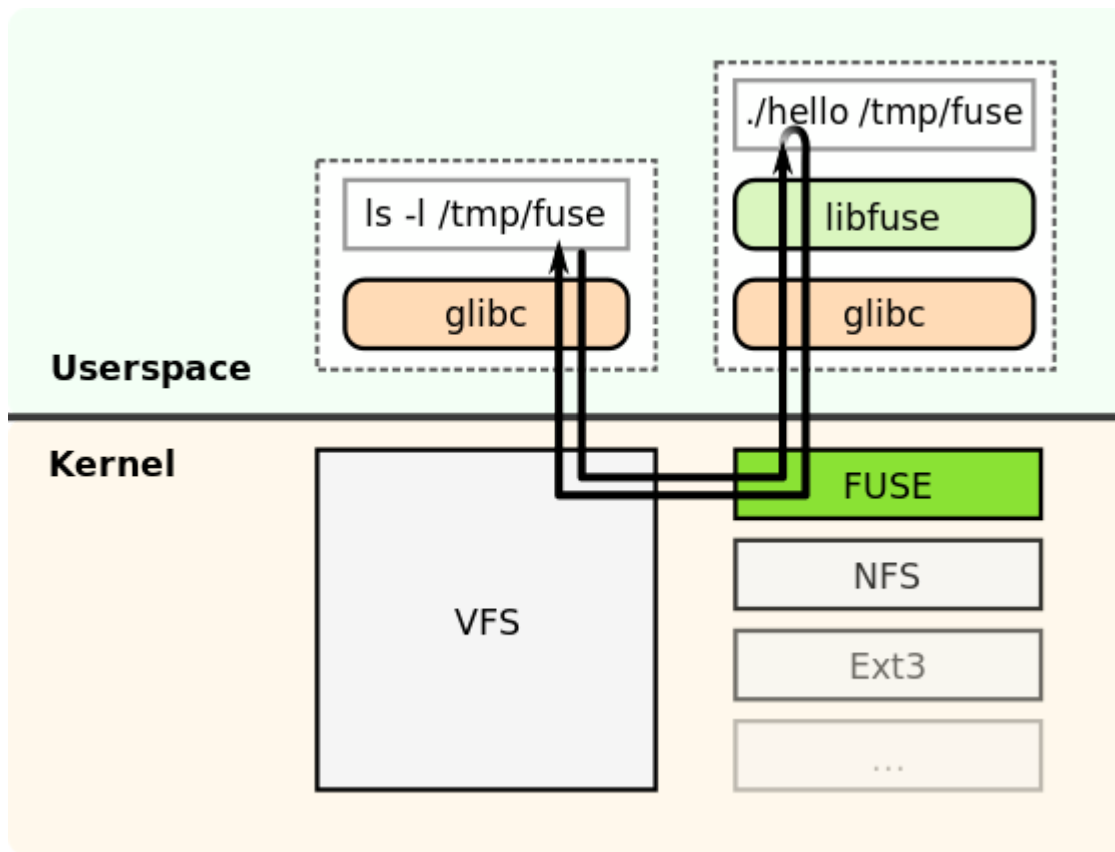 ./hello /tmp/fuse
ls -l /tmp/fuse
libfuse
glibc
glibc
Userspace
Kernel
FUSE
NFS
VFS
Ext3
...